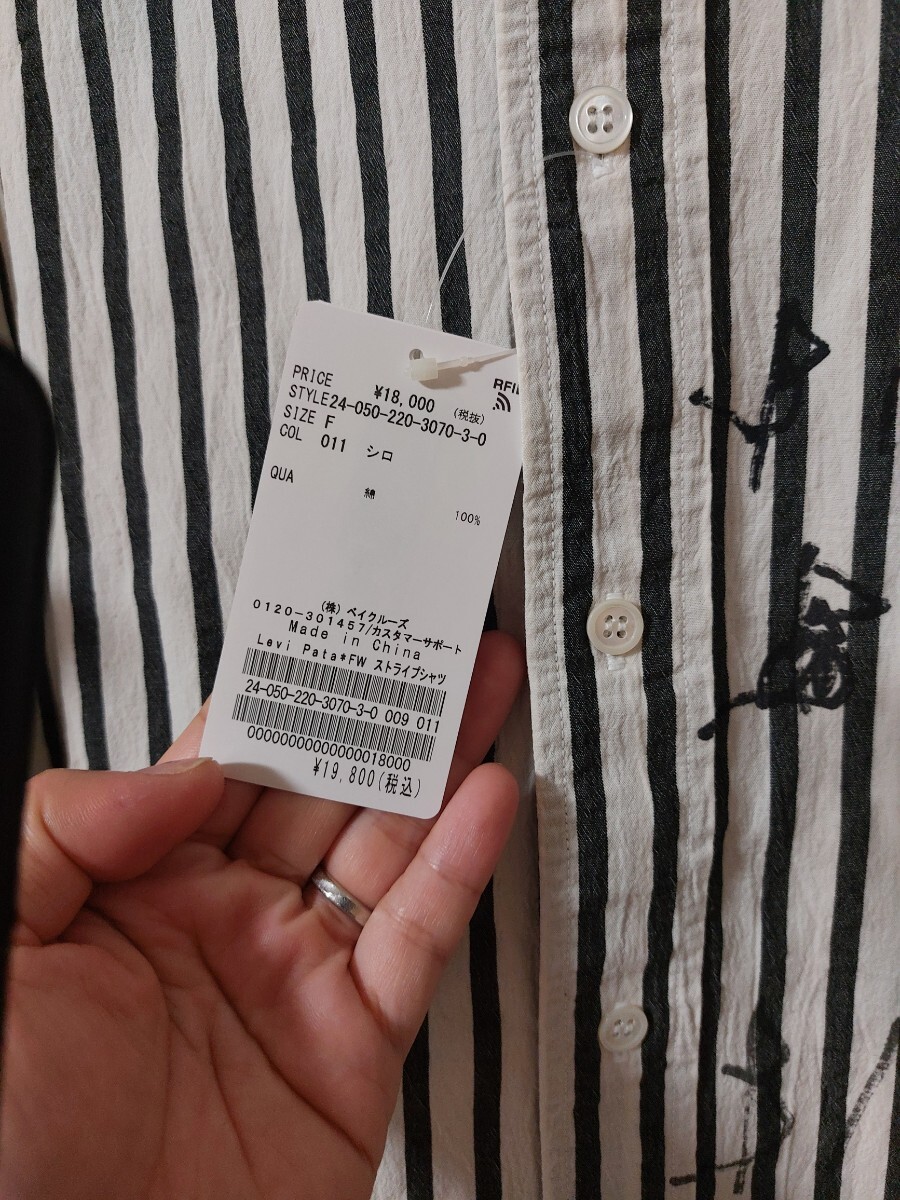 PRICE ¥18,000 (税抜)
STYLE24-050-220-3070-3-0
SIZE F
COL 011 シロ
QUA 綿 100%
(株) ベイクルーズ
0120-301457/カスタマーサポート
Made in China
Levi Pata*FW ストライプシャツ
24-050-220-3070-3-0 009 011
0000000000000018000
¥19,800(税込)